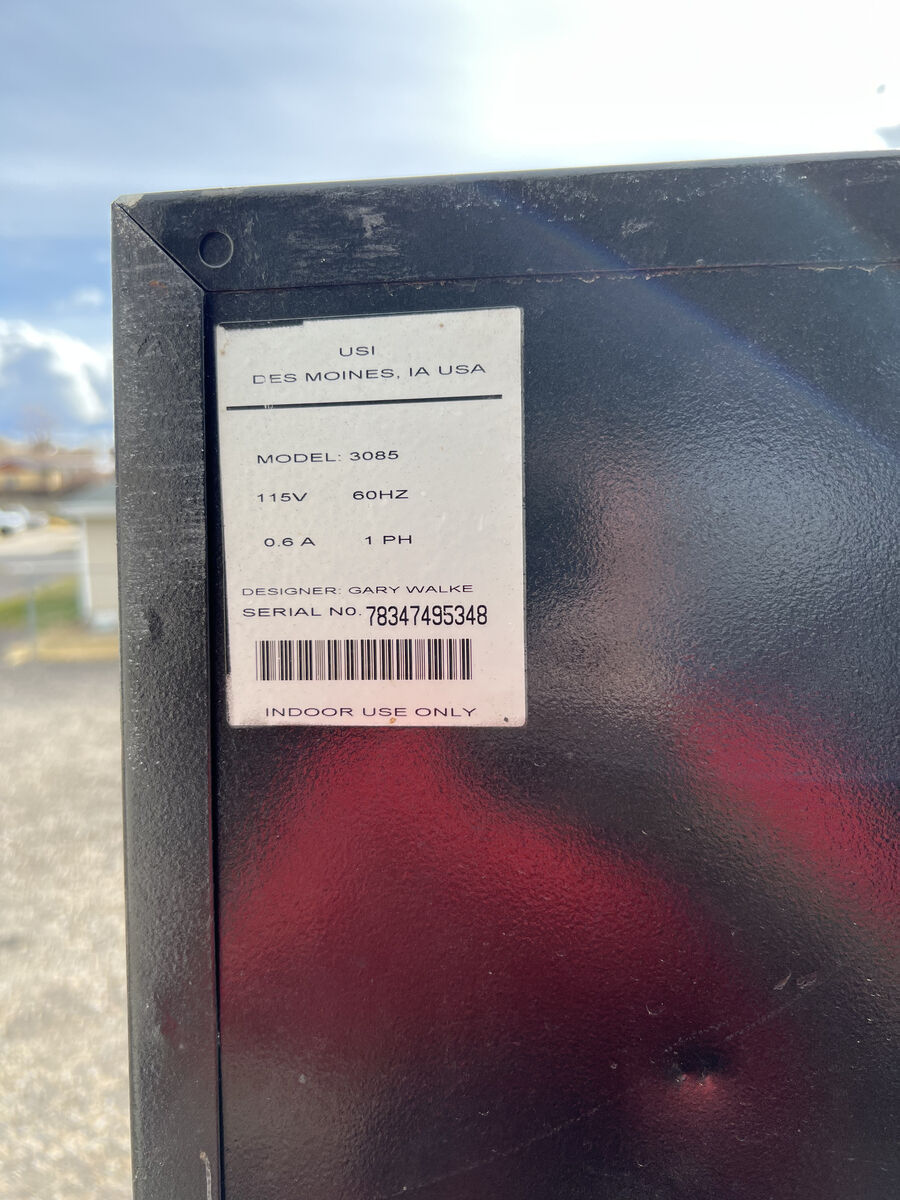 USI
DES MOINES, IA USA
MODEL: 3085
115V 60HZ
0.6 A 1 PH
DESIGNER: GARY WALKE
SERIAL NO. 78347495348
INDOOR USE ONLY